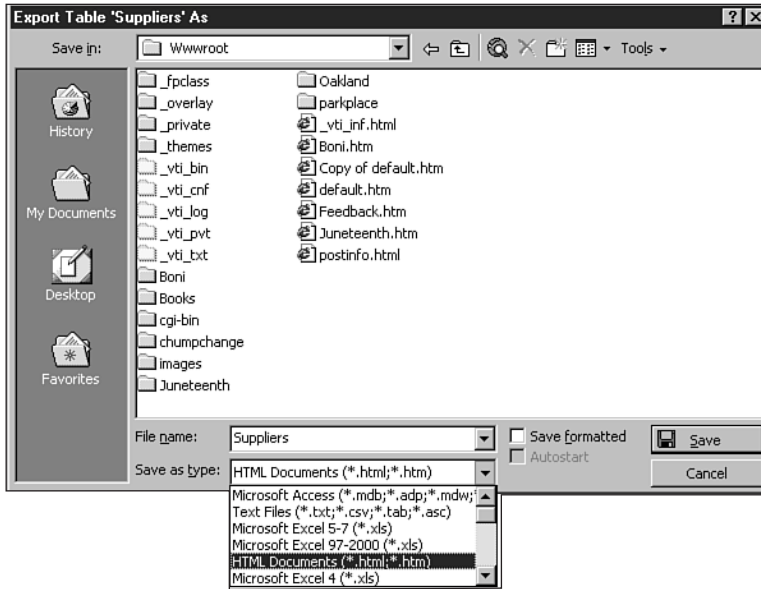 Export Table 'Suppliers' As
Save in:
Wwwroot
Tools
History
My Documents
Desktop
Favorites
_fpclass
_overlay
_private
_themes
_vti_bin
_vti_cnf
_vti_log
_vti_pvt
_vti_txt
Boni
Books
cgi-bin
chumpchange
images
Juneteenth
Oakland
parkplace
_vti_inf.html
Boni.htm
Copy of default.htm
default.htm
Feedback.htm
Juneteenth.htm
postinfo.html
File name:
Suppliers
Save formatted
Save
Save as type:
HTML Documents (*.html;*.htm)
Autostart
Cancel
Microsoft Access (*.mdb;*.adp;*.mdw;*
Text Files (*.txt;*.csv;*.tab;*.asc)
Microsoft Excel 5-7 (*.xls)
Microsoft Excel 97-2000 (*.xls)
HTML Documents (*.html;*.htm)
Microsoft Excel 4 (*.xls)